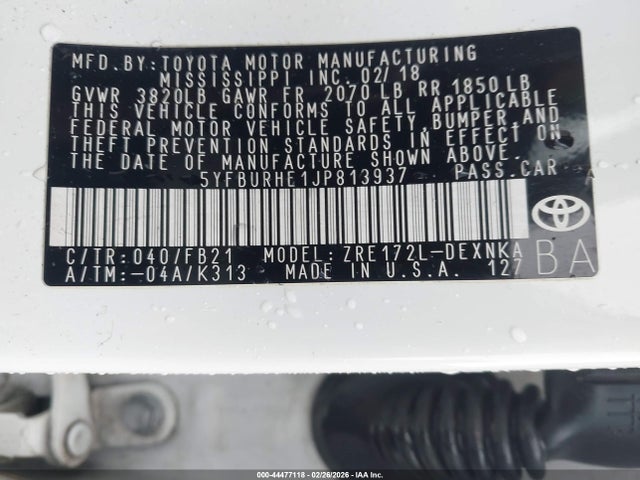 MFD. BY: TOYOTA MOTOR MANUFACTURING
MISSISSIPPI INC. 02/18
GVWR 3820LB GAWR FR 2070 LB RR 1850 LB
THIS VEHICLE CONFORMS TO ALL APPLICABLE
FEDERAL MOTOR VEHICLE SAFETY, BUMPER, AND
THEFT PREVENTION STANDARDS IN EFFECT ON
THE DATE OF MANUFACTURE SHOWN ABOVE.
5YFBURHE1JP813937 PASS. CAR
C/TR: 040/FB21 MODEL: ZRE172L-DEXNKA
A/TM: -04A/K313 MADE IN U.S.A. 127
BA
000-44477118 - 02/26/2026 - IAA Inc.